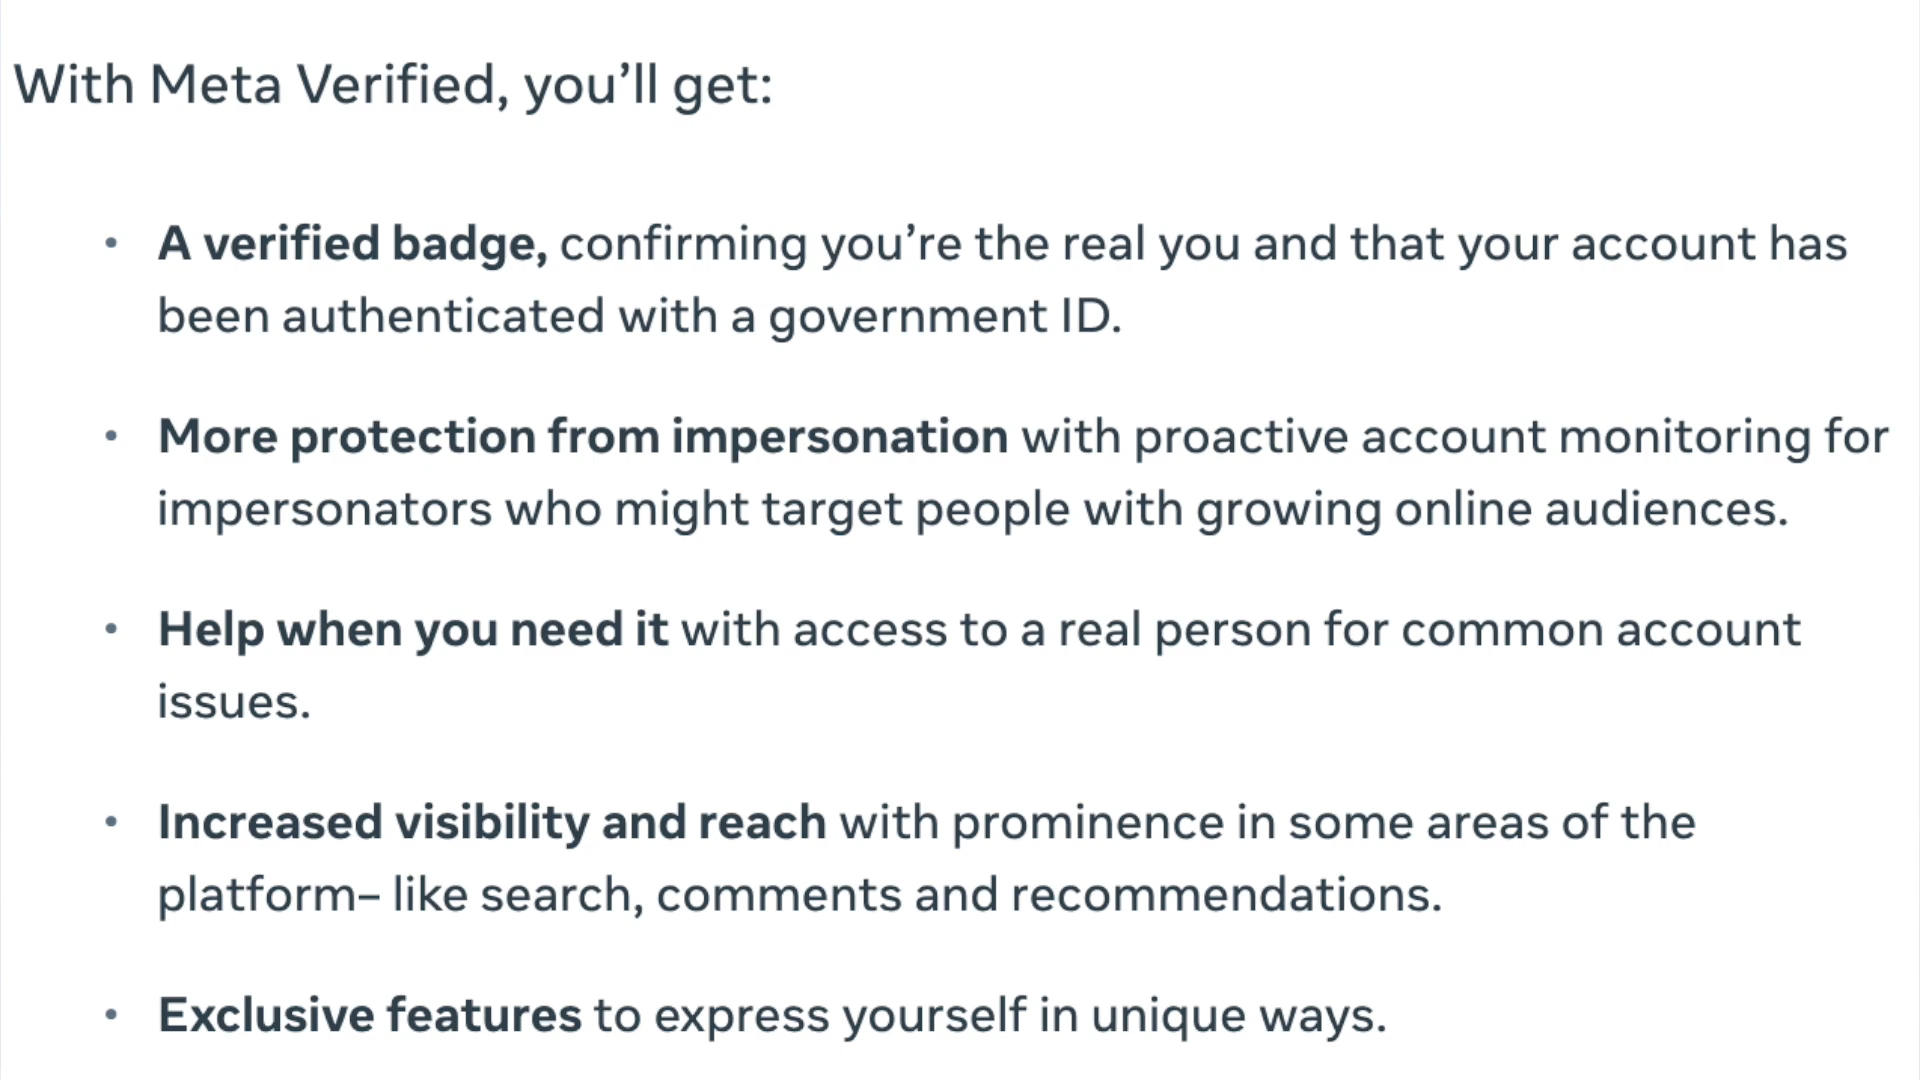 With Meta Verified, you’ll get:
• A verified badge, confirming you’re the real you and that your account has
been authenticated with a government ID.
• More protection from impersonation with proactive account monitoring for
impersonators who might target people with growing online audiences.
• Help when you need it with access to a real person for common account
issues.
• Increased visibility and reach with prominence in some areas of the
platform– like search, comments and recommendations.
• Exclusive features to express yourself in unique ways.